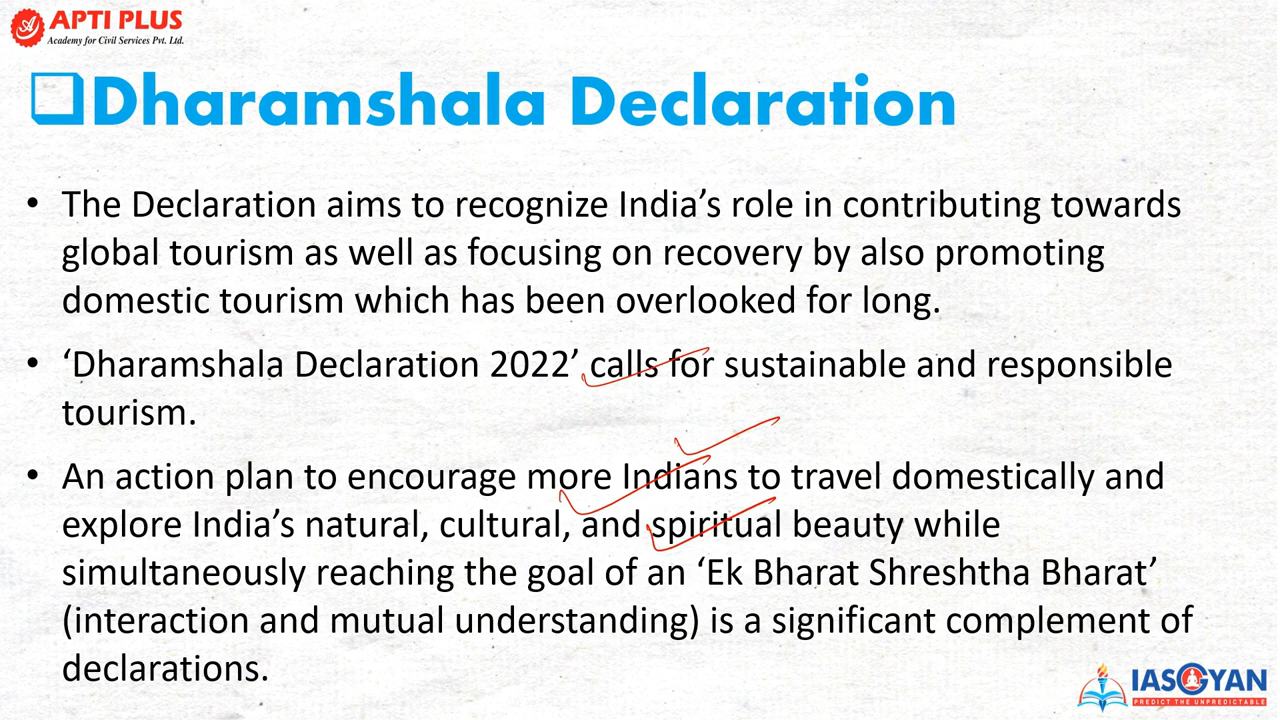 APTI PLUS
Academy for Civil Services Pvt. Ltd.
Dharamshala Declaration
• The Declaration aims to recognize India’s role in contributing towards
global tourism as well as focusing on recovery by also promoting
domestic tourism which has been overlooked for long.
• ‘Dharamshala Declaration 2022’ calls for sustainable and responsible
tourism.
• An action plan to encourage more Indians to travel domestically and
explore India’s natural, cultural, and spiritual beauty while
simultaneously reaching the goal of an ‘Ek Bharat Shreshtha Bharat’
(interaction and mutual understanding) is a significant complement of
declarations.
IASGYAN
PREDICT THE UNPREDICTABLE